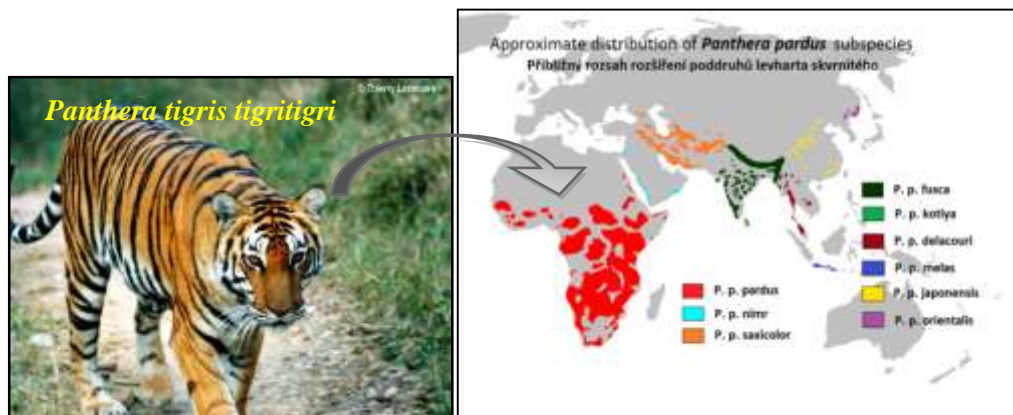 Panthera tigris tigritigri
Approximate distribution of Panthera pardus subspecies
Přibližný rozsah rozšíření poddruhů levharta skvrnitého
P. p. fusca
P. p. kotiya
P. p. delacouri
P. p. melas
P. p. japonensis
P. p. orientalis
P. p. pardus
P. p. nimr
P. p. saxicolor